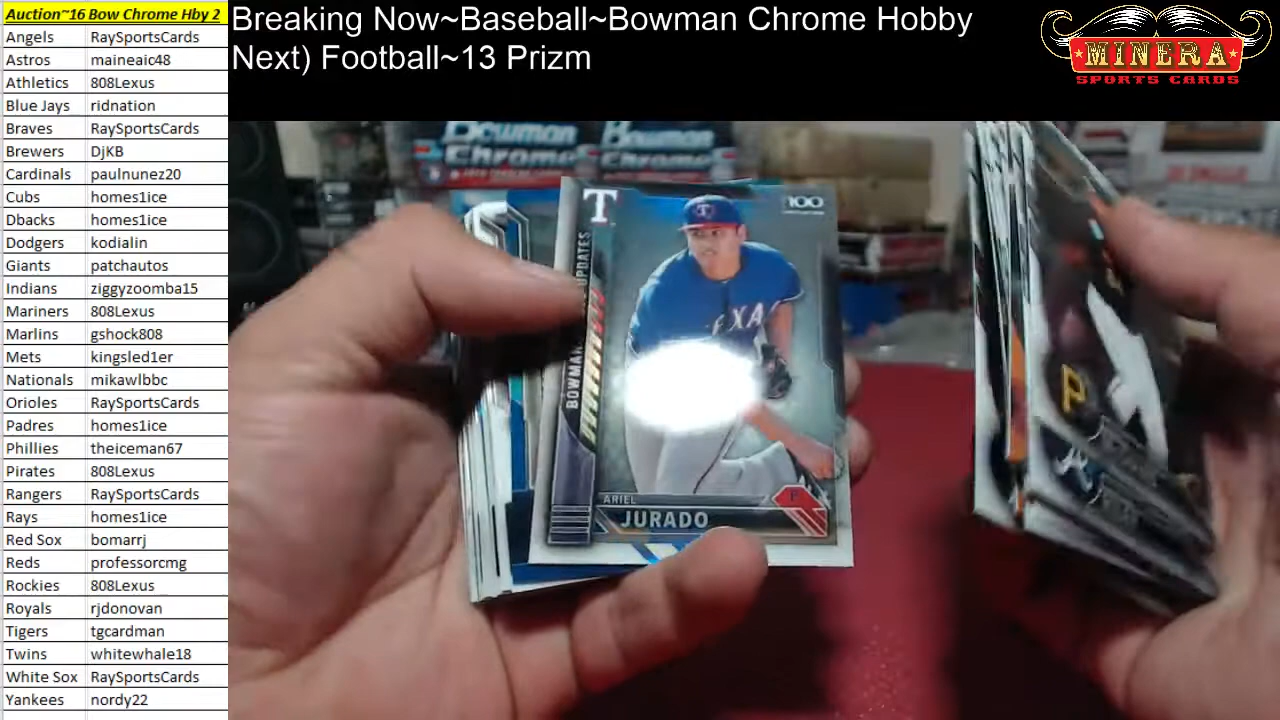 Auction~16 Bow Chrome Hby 2
Angels RaySportsCards
Astros maineaic48
Athletics 808Lexus
Blue Jays ridnation
Braves RaySportsCards
Brewers DjKB
Cardinals paulnunez20
Cubs homes1ice
Dbacks homes1ice
Dodgers kodialin
Giants patchautos
Indians ziggyzoomba15
Mariners 808Lexus
Marlins gshock808
Mets kingsled1er
Nationals mikawlbbc
Orioles RaySportsCards
Padres homes1ice
Phillies theiceman67
Pirates 808Lexus
Rangers RaySportsCards
Rays homes1ice
Red Sox bomarrj
Reds professorcmg
Rockies 808Lexus
Royals rjdonovan
Tigers tgcardman
Twins whitewhale18
White Sox RaySportsCards
Yankees nordy22
Breaking Now~Baseball~Bowman Chrome Hobby
Next) Football~13 Prizm
MINERA
SPORTS CARDS
Bowman
Chrome
Bowman
Chrome
T
100
UPDATES
BOWMAN
T
EXA
P
ARIEL
JURADO
P